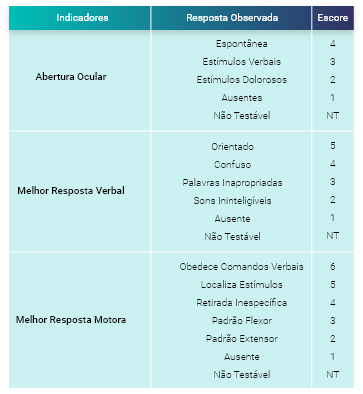 Indicadores Resposta Observada Escore
Abertura Ocular
Espontânea 4
Estímulos Verbais 3
Estímulos Dolorosos 2
Ausentes 1
Não Testável NT
Melhor Resposta Verbal
Orientado 5
Confuso 4
Palavras Inapropriadas 3
Sons Ininteligíveis 2
Ausente 1
Não Testável NT
Melhor Resposta Motora
Obedece Comandos Verbais 6
Localiza Estímulos 5
Retirada Inespecífica 4
Padrão Flexor 3
Padrão Extensor 2
Ausente 1
Não Testável NT